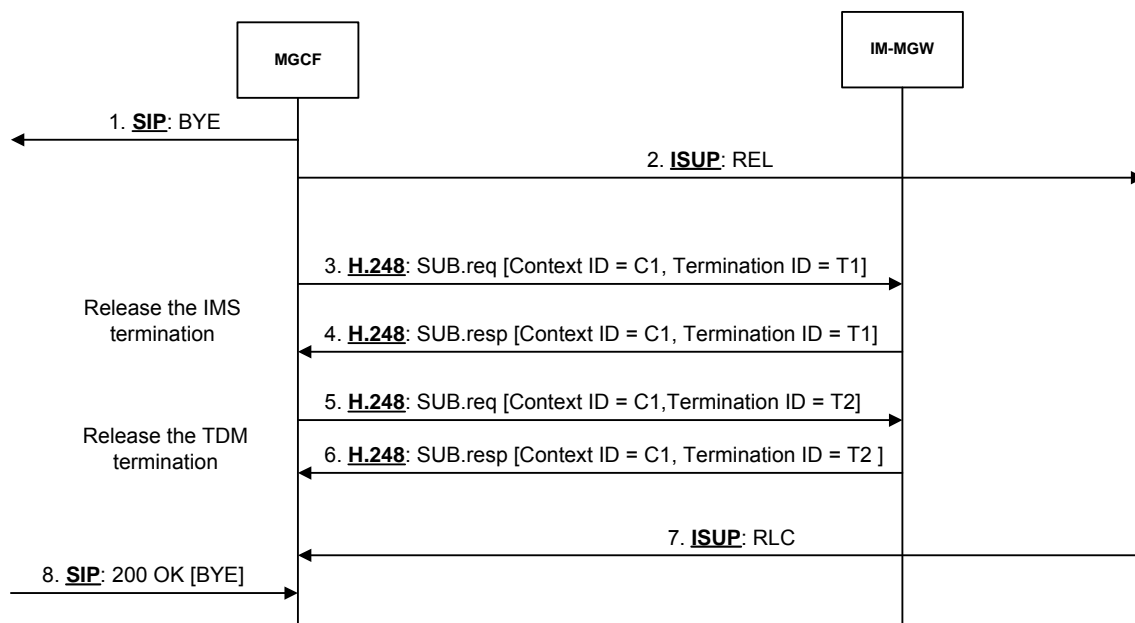 MGCF
IM-MGW
1. SIP: BYE
2. ISUP: REL
3. H.248: SUB.req [Context ID = C1, Termination ID = T1]
Release the IMS
termination
4. H.248: SUB.resp [Context ID = C1, Termination ID = T1]
5. H.248: SUB.req [Context ID = C1,Termination ID = T2]
Release the TDM
termination
6. H.248: SUB.resp [Context ID = C1, Termination ID = T2 ]
7. ISUP: RLC
8. SIP: 200 OK [BYE]